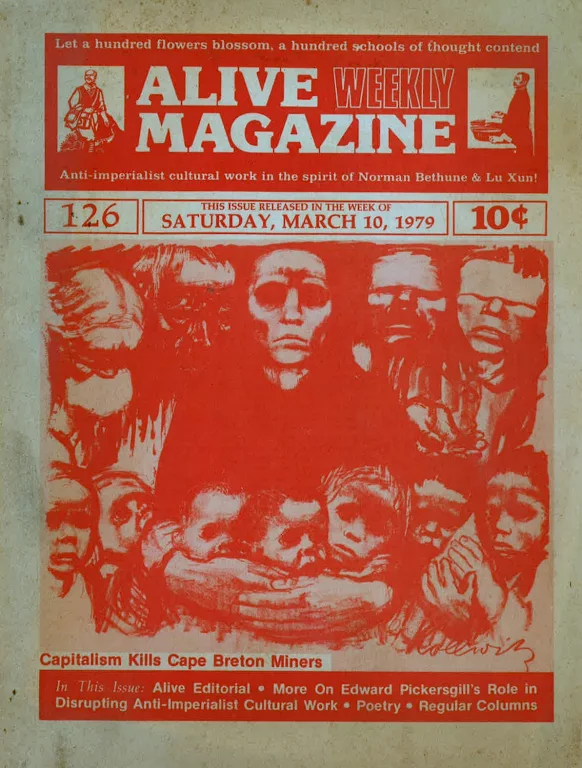 Let a hundred flowers blossom, a hundred schools of thought contend
ALIVE WEEKLY
MAGAZINE
Anti-imperialist cultural work in the spirit of Norman Bethune & Lu Xun!
126
THIS ISSUE RELEASED IN THE WEEK OF
SATURDAY, MARCH 10, 1979
10¢
Kollwitz
Capitalism Kills Cape Breton Miners
In This Issue: Alive Editorial • More On Edward Pickersgill's Role in
Disrupting Anti-Imperialist Cultural Work • Poetry • Regular Columns